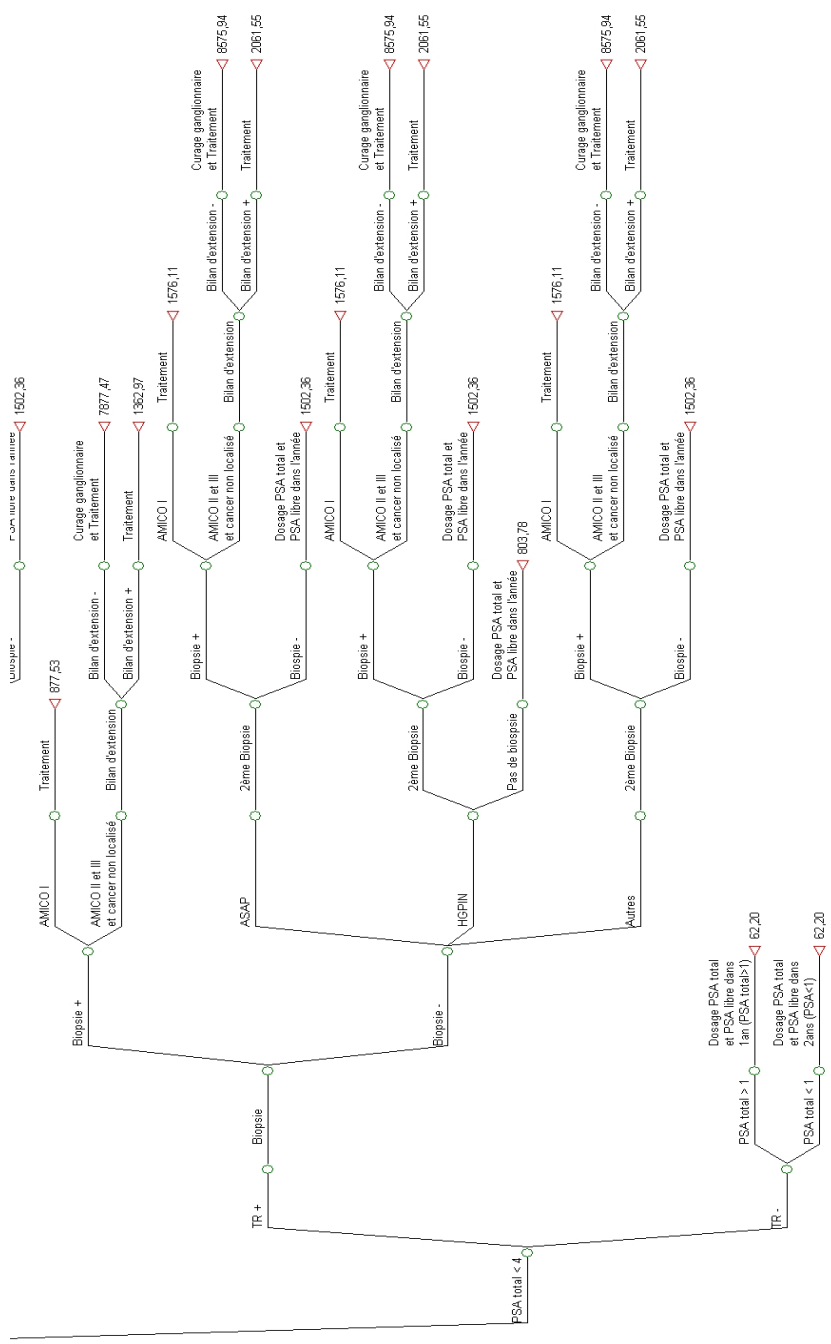 PSA libre dans l'année
1502,36
Biospie -
AMICO I
Traitement
877,53
Biopsie +
AMICO II et III
et cancer non localisé
Bilan d'extension
Bilan d'extension -
Curage ganglionnaire
et Traitement
7877,47
Bilan d'extension +
Traitement
1362,97
ASAP
2ème Biopsie
Biopsie +
AMICO I
Traitement
1576,11
AMICO II et III
et cancer non localisé
Bilan d'extension
Bilan d'extension -
Curage ganglionnaire
et Traitement
8575,94
Bilan d'extension +
Traitement
2061,55
Biospie -
Dosage PSA total et
PSA libre dans l'année
1502,36
TR +
Biopsie
Biopsie -
HGPIN
2ème Biopsie
Biopsie +
AMICO I
Traitement
1576,11
AMICO II et III
et cancer non localisé
Bilan d'extension
Bilan d'extension -
Curage ganglionnaire
et Traitement
8575,94
Bilan d'extension +
Traitement
2061,55
Biospie -
Dosage PSA total et
PSA libre dans l'année
1502,36
Pas de biospsie
Dosage PSA total et
PSA libre dans l'année
803,78
Autres
2ème Biopsie
Biopsie +
AMICO I
Traitement
1576,11
AMICO II et III
et cancer non localisé
Bilan d'extension
Bilan d'extension -
Curage ganglionnaire
et Traitement
8575,94
Bilan d'extension +
Traitement
2061,55
Biospie -
Dosage PSA total et
PSA libre dans l'année
1502,36
PSA total < 4
TR -
PSA total > 1
Dosage PSA total
et PSA libre dans
1an (PSA total>1)
62,20
PSA total < 1
Dosage PSA total
et PSA libre dans
2ans (PSA<1)
62,20